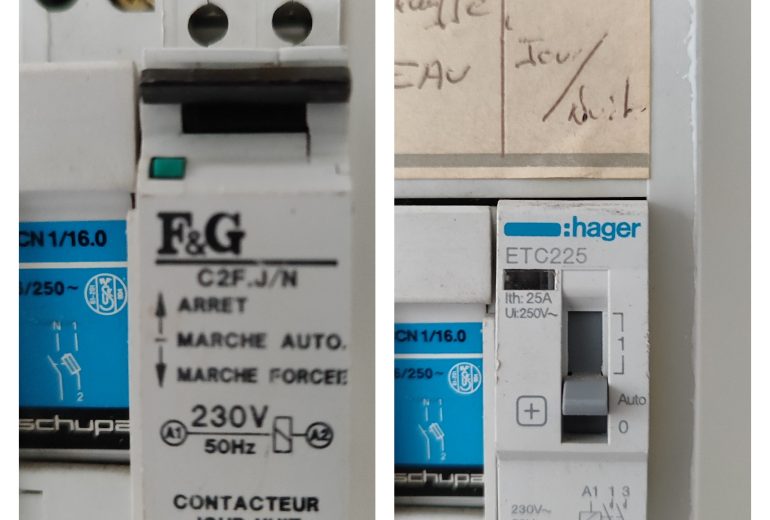 CN 1/16.0
/250~
N 1
2
schupa
F&G
C2F.J/N
ARRET
MARCHE AUTO.
MARCHE FORCEE
A1 230V A2
50Hz
CONTACTEUR
EAU
Jour/
Nuit
:hager
ETC225
Ith: 25A
Ui:250V~
1
Auto
0
A1 1 3
230V~
CN 1/16.0
6/250~
N 1
2
schupa